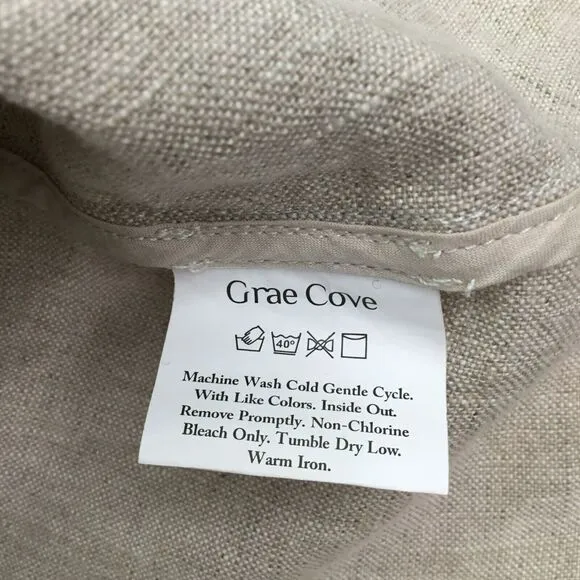 Grae Cove
40°
Machine Wash Cold Gentle Cycle.
With Like Colors. Inside Out.
Remove Promptly. Non-Chlorine
Bleach Only. Tumble Dry Low.
Warm Iron.